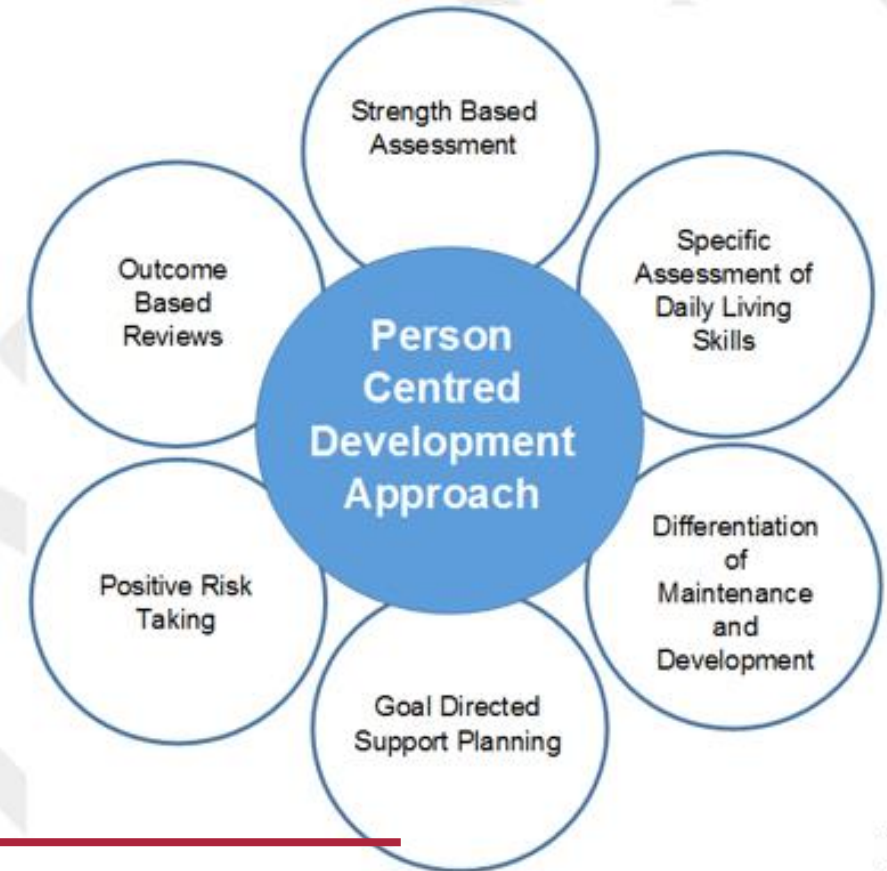 Strength Based
Assessment
Specific
Assessment of
Daily Living
Skills
Differentiation
of
Maintenance
and
Development
Goal Directed
Support Planning
Positive Risk
Taking
Outcome
Based
Reviews
Person
Centred
Development
Approach